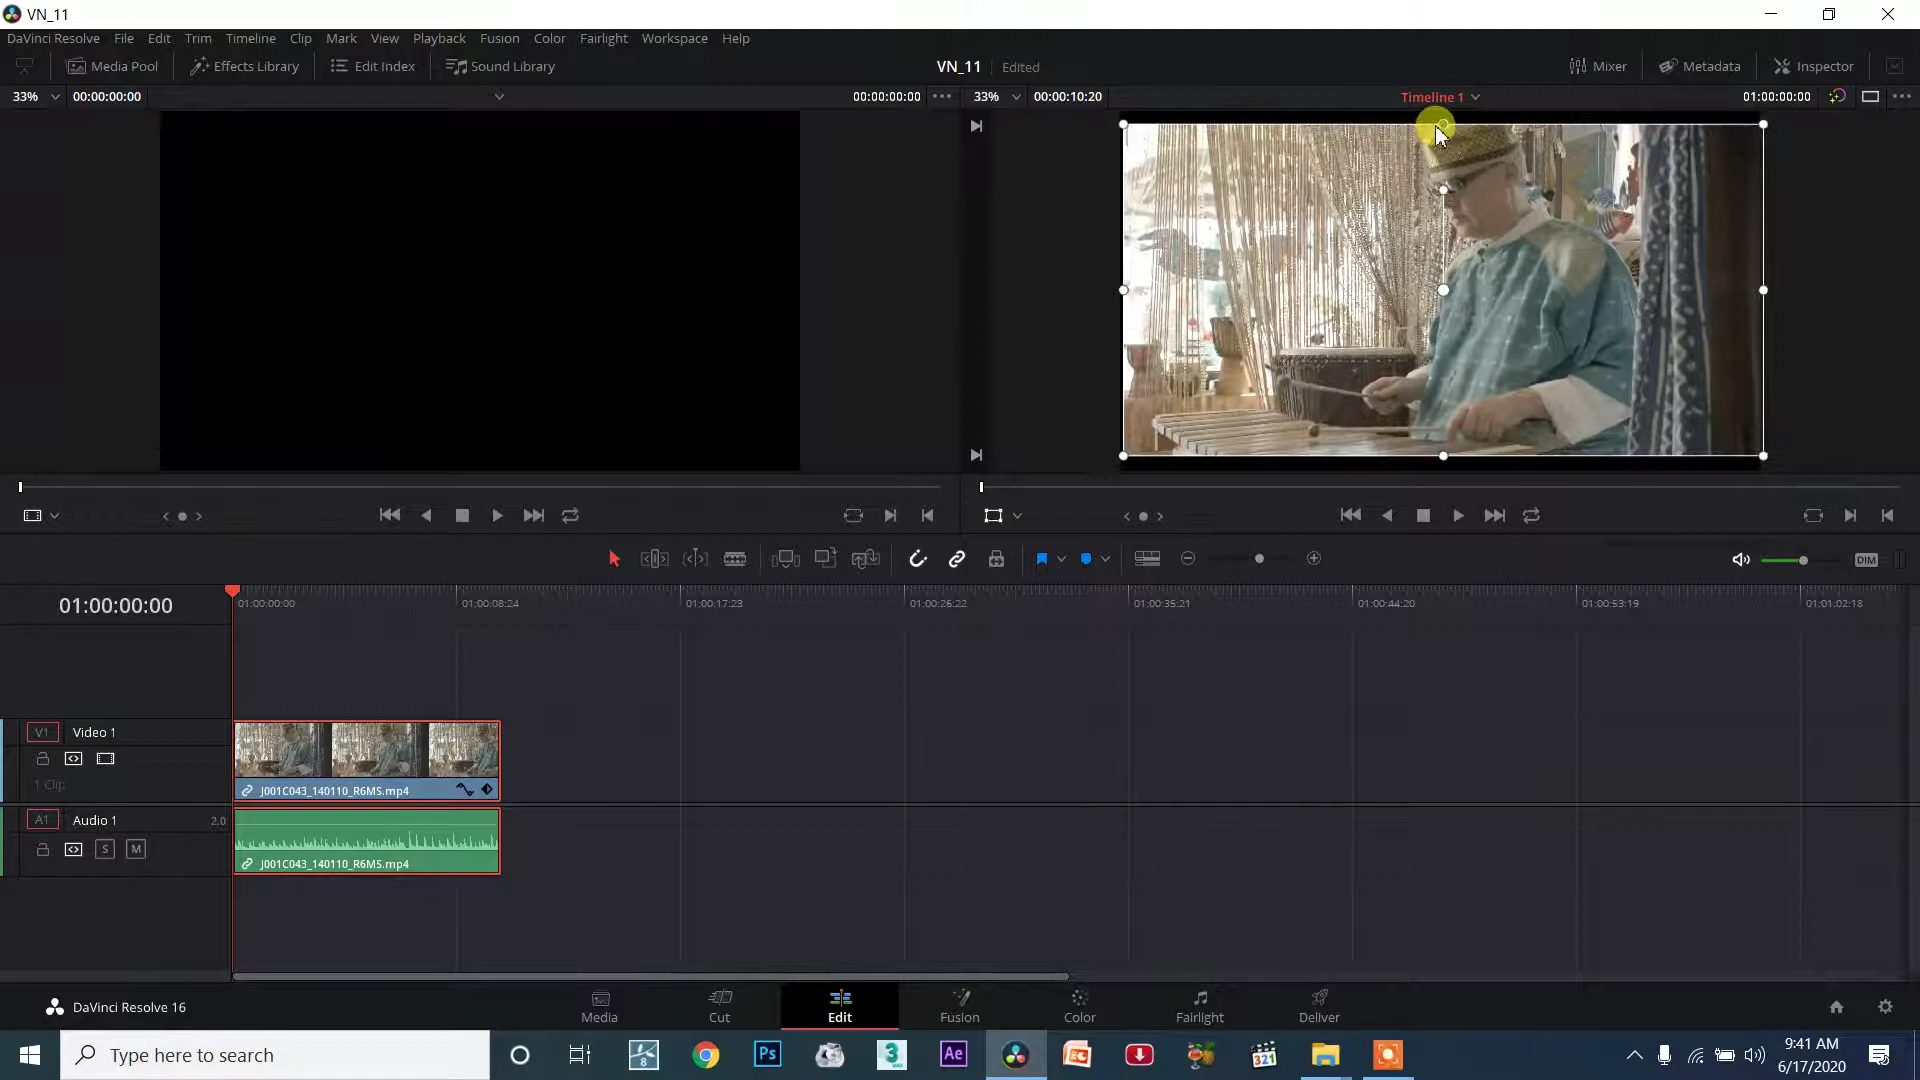 VN_11
DaVinci Resolve File Edit Trim Timeline Clip Mark View Playback Fusion Color Fairlight Workspace Help
Media Pool Effects Library Edit Index Sound Library VN_11 Edited Mixer Metadata Inspector
33% 00:00:00:00 00:00:00:00 33% 00:00:10:20 Timeline 1 01:00:00:00
DIM
01:00:00:00 01:00:00:00 01:00:08:24 01:00:17:23 01:00:26:22 01:00:35:21 01:00:44:20 01:00:53:19 01:01:02:18
V1 Video 1
1 Clip
J001C043_140110_R6MS.mp4
A1 Audio 1 2.0
S M
J001C043_140110_R6MS.mp4
DaVinci Resolve 16
Media Cut Edit Fusion Color Fairlight Deliver
Type here to search
8 Ps 3 Ae 321
9:41 AM
6/17/2020